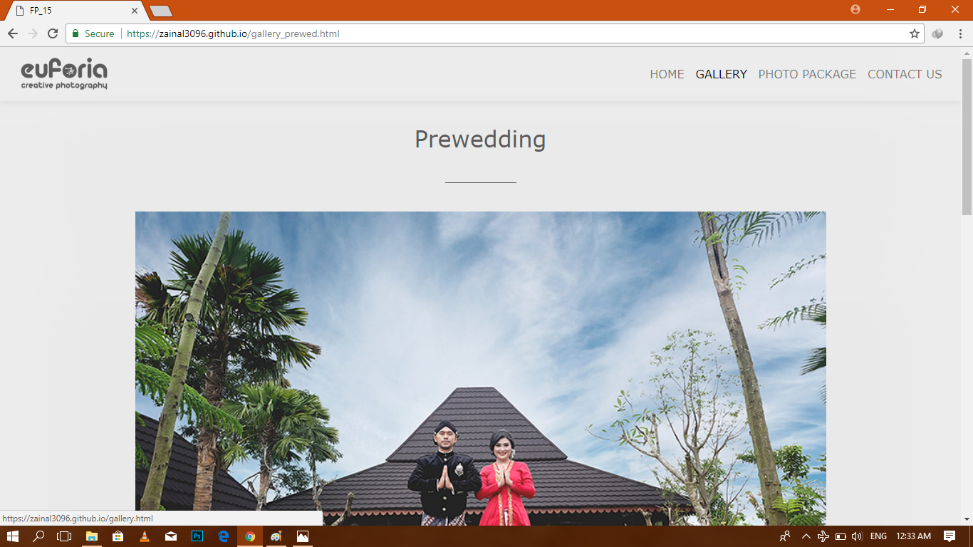 FP_15
Secure
https://zainal3096.github.io/gallery_prewed.html
euforia
creative photography
HOME GALLERY PHOTO PACKAGE CONTACT US
Prewedding
https://zainal3096.github.io/gallery.html
Ps
ENG
12:33 AM